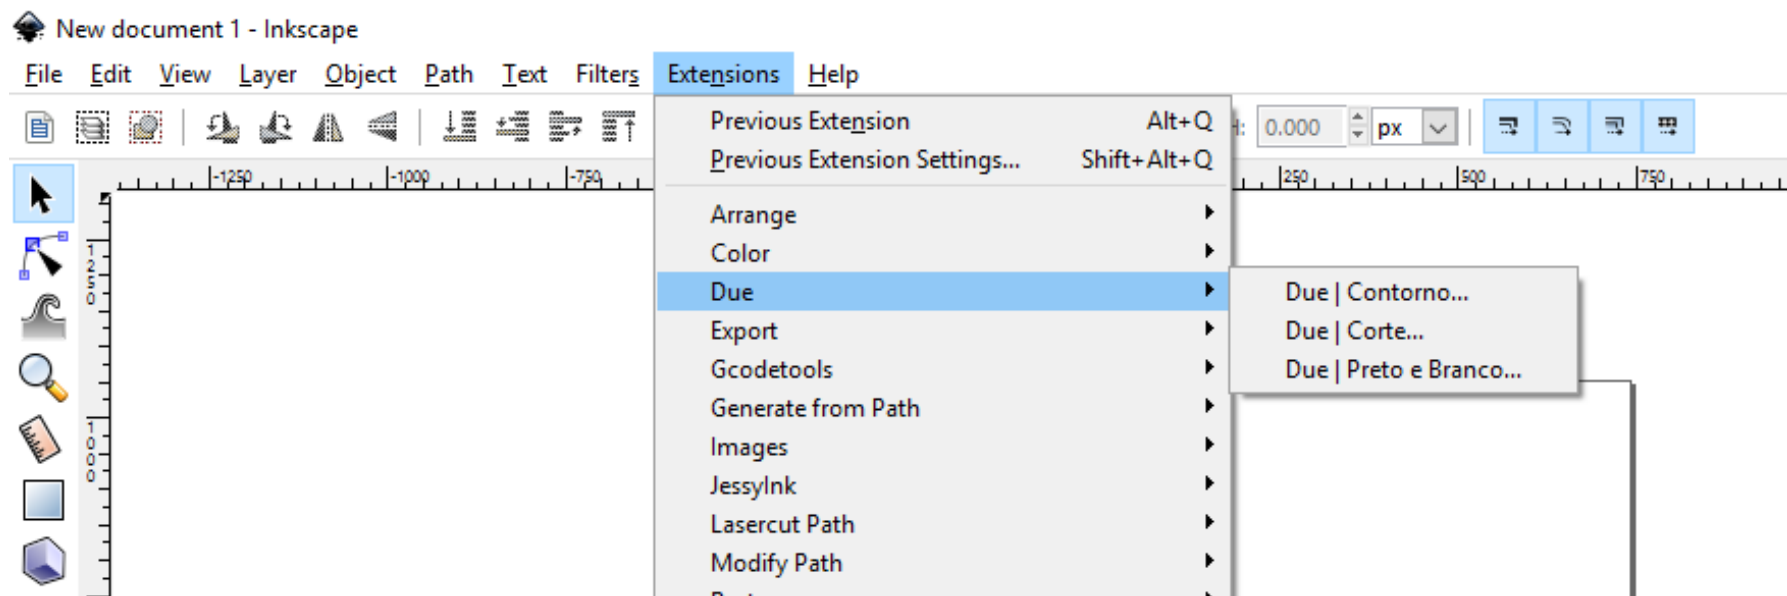 New document 1 - Inkscape
File Edit View Layer Object Path Text Filters Extensions Help
Previous Extension Alt+Q
H: 0.000 px
Previous Extension Settings... Shift+Alt+Q
-1250 -1000 -750 250 500 750
Arrange
Color
Due
Due | Contorno...
Export
Due | Corte...
Gcodetools
Due | Preto e Branco...
Generate from Path
Images
JessyInk
Lasercut Path
Modify Path
1250
1000